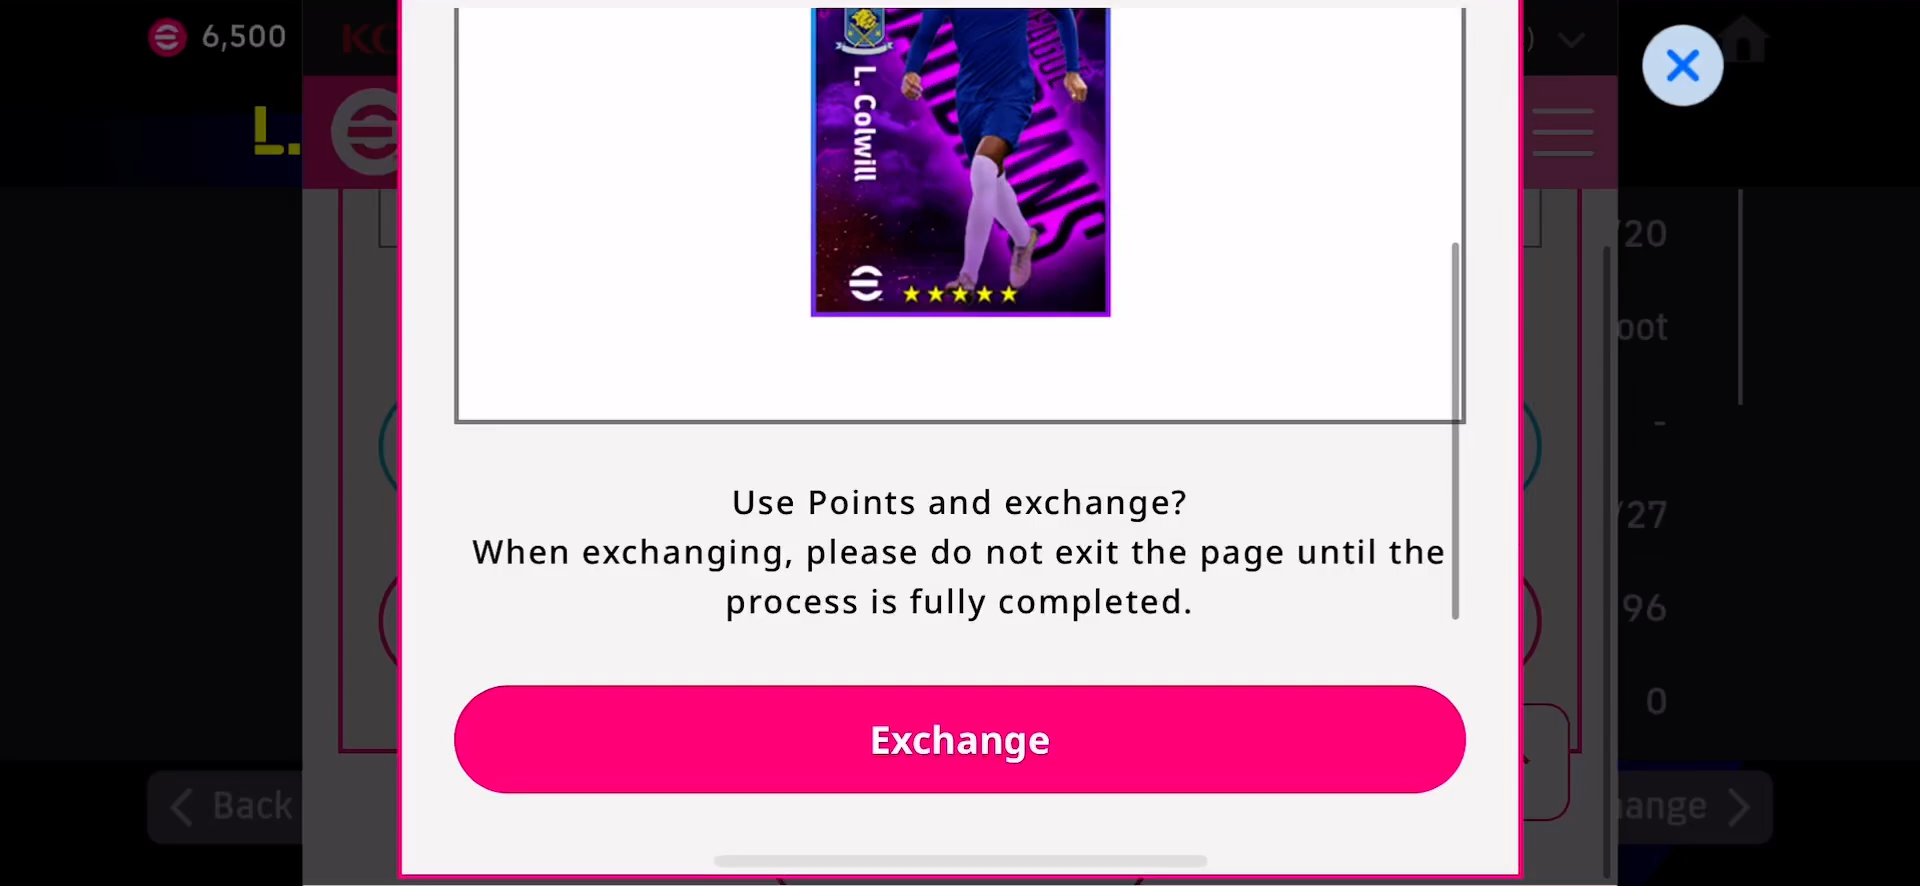 6,500
KO
L.
L. Colwill
/20
oot
-
/27
96
0
Use Points and exchange?
When exchanging, please do not exit the page until the
process is fully completed.
Exchange
Back
ange